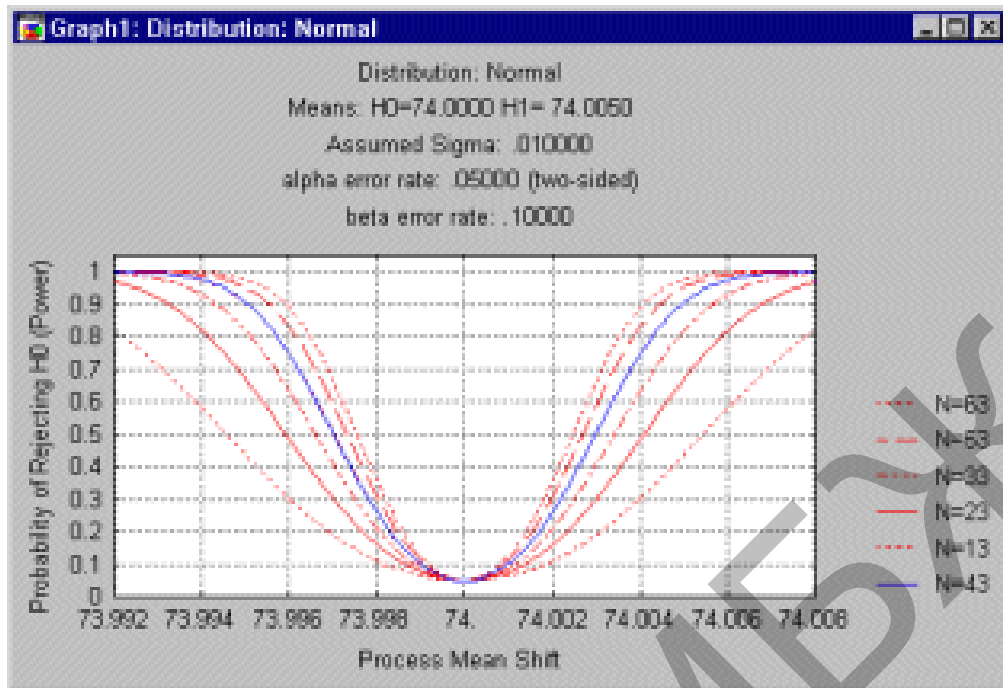 Graph1: Distribution: Normal
Distribution: Normal
Means: H0=74.0000 H1= 74.0050
Assumed Sigma: .010000
alpha error rate: .05000 (two-sided)
beta error rate: .10000
Probability of Rejecting H0 (Power)
1
0.9
0.8
0.7
0.6
0.5
0.4
0.3
0.2
0.1
0
73.992 73.994 73.996 73.998 74. 74.002 74.004 74.006 74.008
Process Mean Shift
N=63
N=53
N=33
N=23
N=13
N=43
МБХК